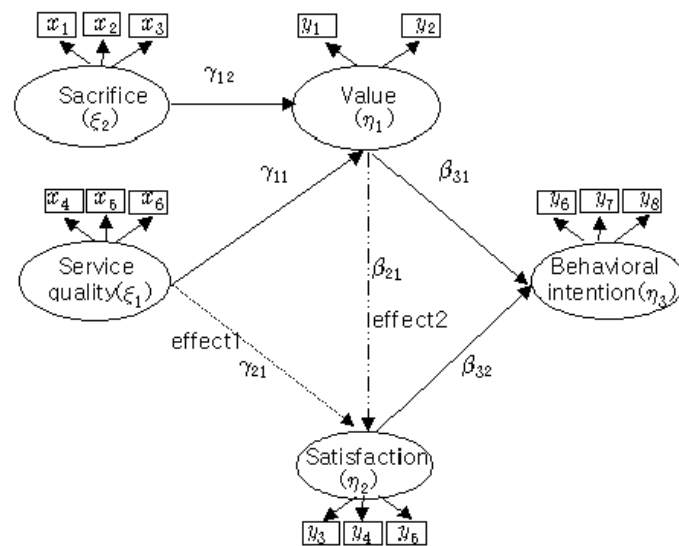 x₁ x₂ x₃
y₁ y₂
Sacrifice
(ξ₂)
γ₁₂
Value
(η₁)
γ₁₁
β₃₁
x₄ x₅ x₆
y₆ y₇ y₈
Service
quality(ξ₁)
β₂₁
Behavioral
intention(η₃)
effect1
effect2
γ₂₁
β₃₂
Satisfaction
(η₂)
y₃ y₄ y₅